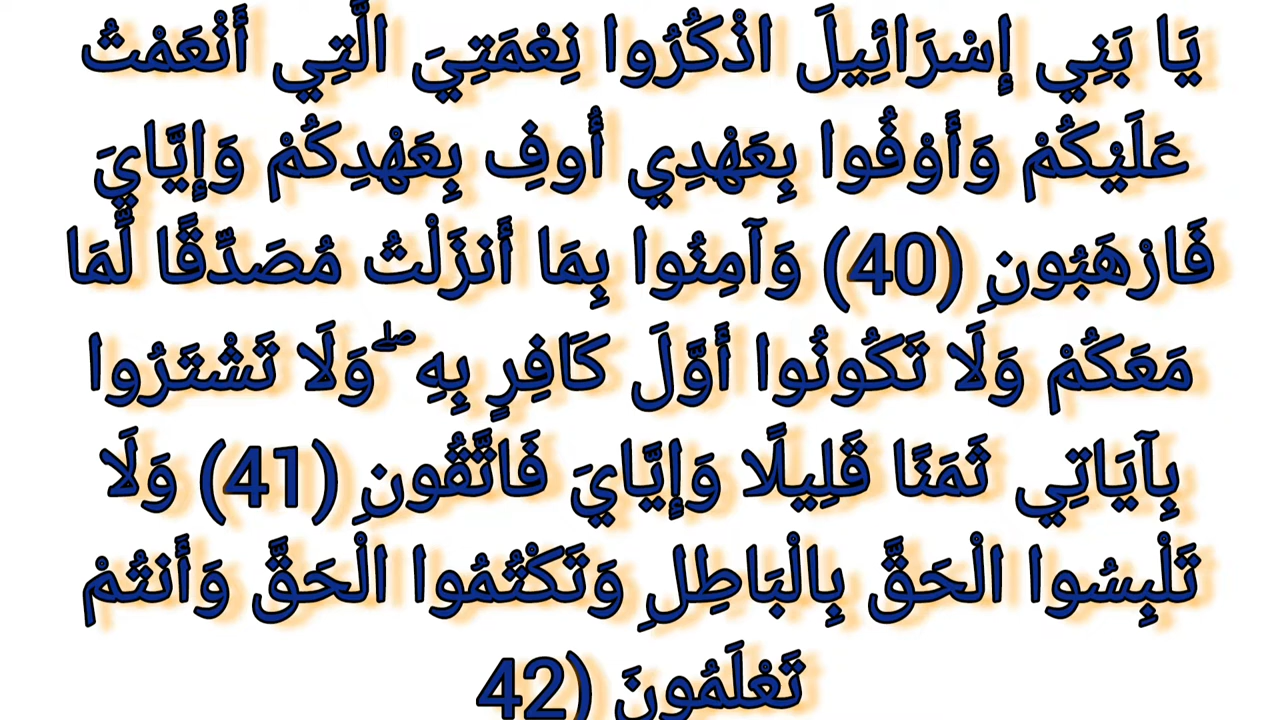 يَا بَنِي إِسْرَائِيلَ اذْكُرُوا نِعْمَتِيَ الَّتِي أَنْعَمْتُ
عَلَيْكُمْ وَأَوْفُوا بِعَهْدِي أُوفِ بِعَهْدِكُمْ وَإِيَّايَ
فَارْهَبُونِ (40) وَآمِنُوا بِمَا أَنزَلْتُ مُصَدِّقًا لِّمَا
مَعَكُمْ وَلَا تَكُونُوا أَوَّلَ كَافِرٍ بِهِ ۖ وَلَا تَشْتَرُوا
بِآيَاتِي ثَمَنًا قَلِيلًا وَإِيَّايَ فَاتَّقُونِ (41) وَلَا
تَلْبِسُوا الْحَقَّ بِالْبَاطِلِ وَتَكْتُمُوا الْحَقَّ وَأَنتُمْ
تَعْلَمُونَ (42